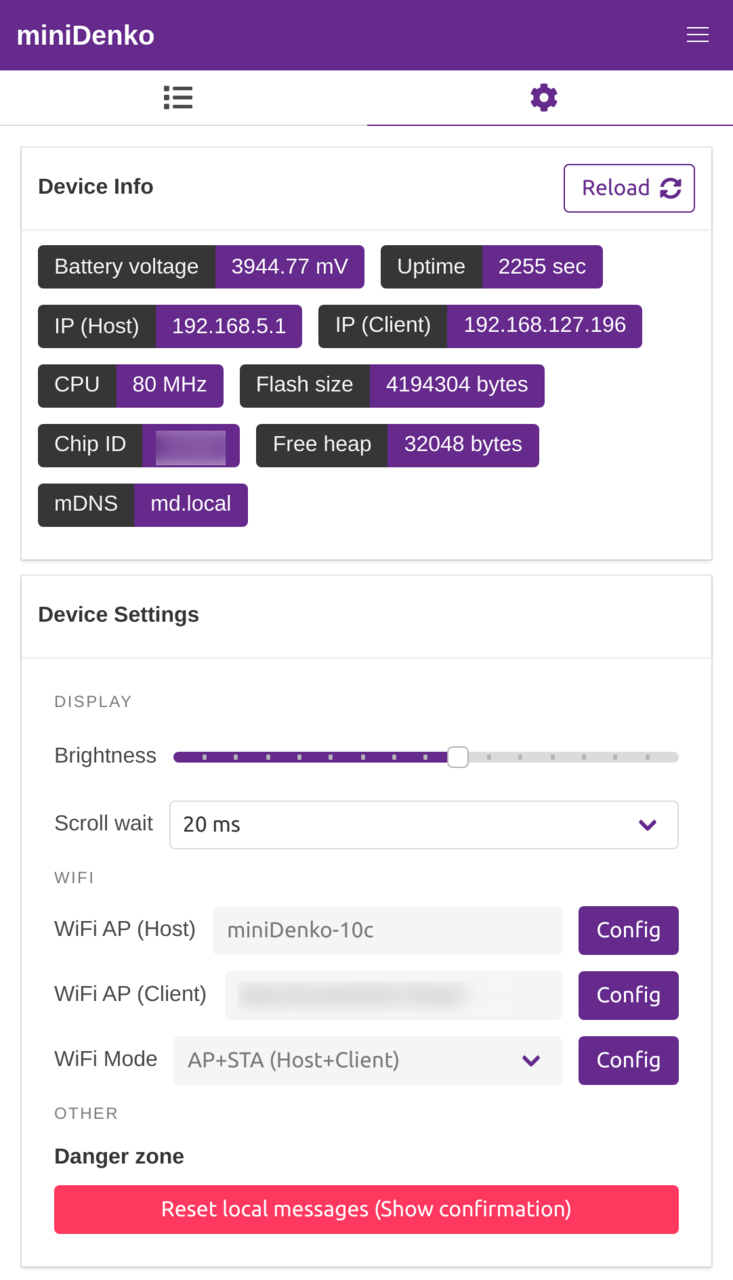 miniDenko
Device Info
Reload
Battery voltage 3944.77 mV Uptime 2255 sec
IP (Host) 192.168.5.1 IP (Client) 192.168.127.196
CPU 80 MHz Flash size 4194304 bytes
Chip ID Free heap 32048 bytes
mDNS md.local
Device Settings
DISPLAY
Brightness
Scroll wait 20 ms
WIFI
WiFi AP (Host) miniDenko-10c Config
WiFi AP (Client) Config
WiFi Mode AP+STA (Host+Client) Config
OTHER
Danger zone
Reset local messages (Show confirmation)